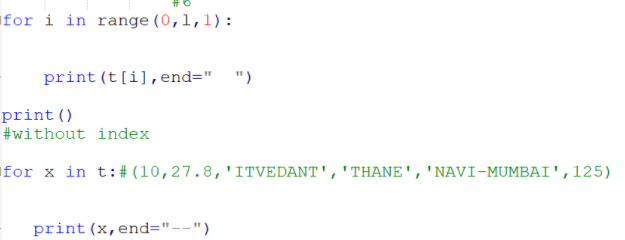 #6
for i in range(0,l,1):
print(t[i],end="  ")
print()
#without index
for x in t:#(10,27.8,'ITVEDANT','THANE','NAVI-MUMBAI',125)
print(x,end="--")